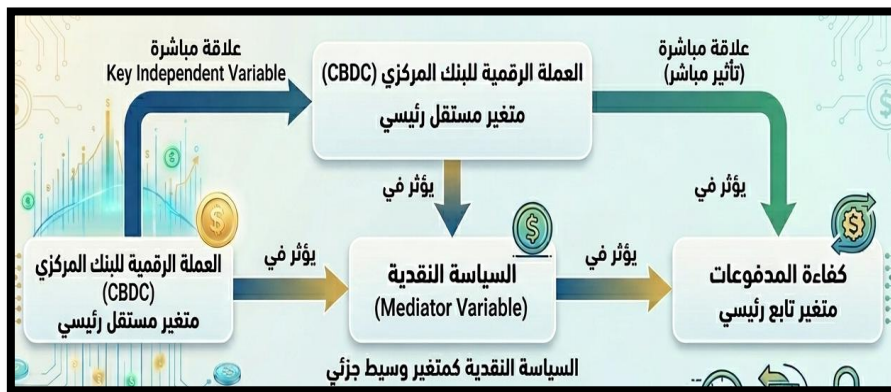 علاقة مباشرة
Key Independent Variable
العملة الرقمية للبنك المركزي (CBDC)
متغير مستقل رئيسي
علاقة مباشرة
(تأثير مباشر)
يؤثر في
يؤثر في
العملة الرقمية للبنك المركزي
(CBDC)
متغير مستقل رئيسي
يؤثر في
السياسة النقدية
(Mediator Variable)
يؤثر في
كفاءة المدفوعات
متغير تابع رئيسي
السياسة النقدية كمتغير وسيط جزئي